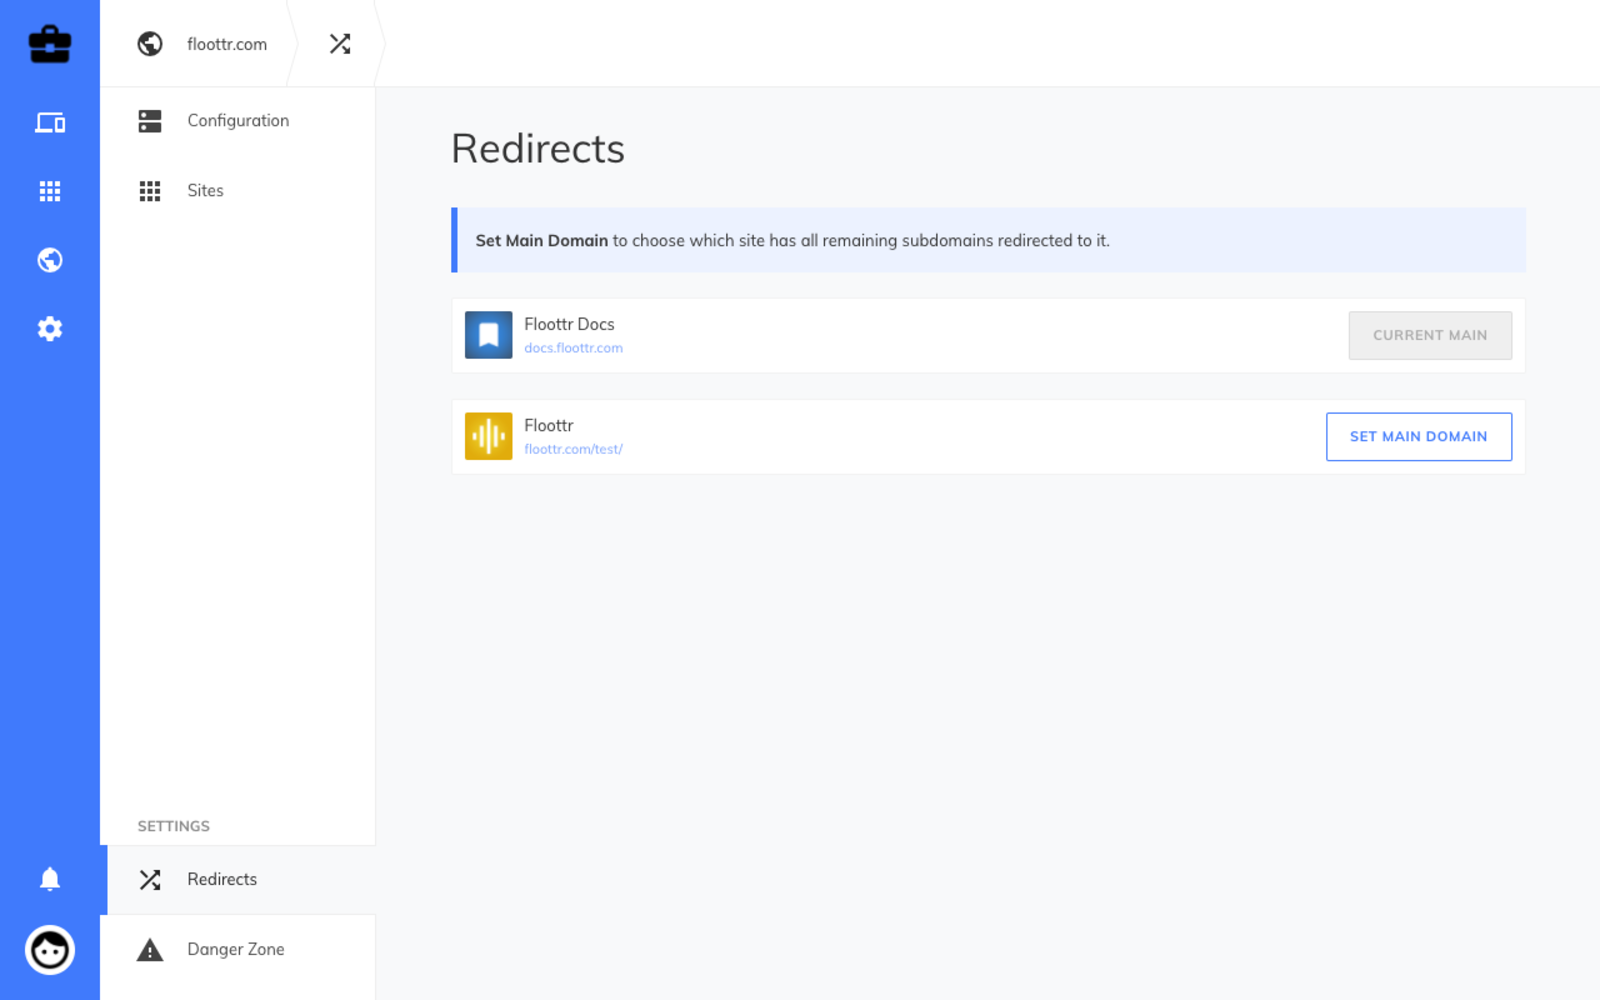 floottr.com
Configuration
Sites
SETTINGS
Redirects
Danger Zone
Redirects
Set Main Domain to choose which site has all remaining subdomains redirected to it.
Floottr Docs
docs.floottr.com
CURRENT MAIN
Floottr
floottr.com/test/
SET MAIN DOMAIN